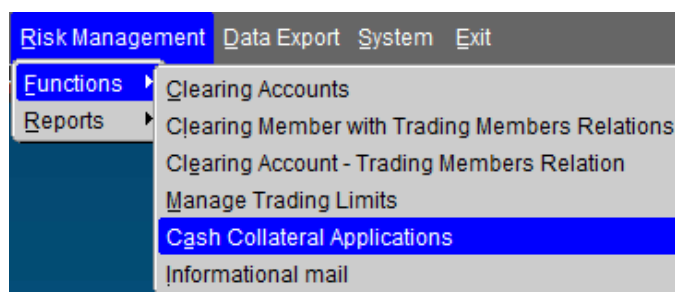 Risk Management Data Export System Exit
Functions
Reports
Clearing Accounts
Clearing Member with Trading Members Relations
Clearing Account - Trading Members Relation
Manage Trading Limits
Cash Collateral Applications
Informational mail